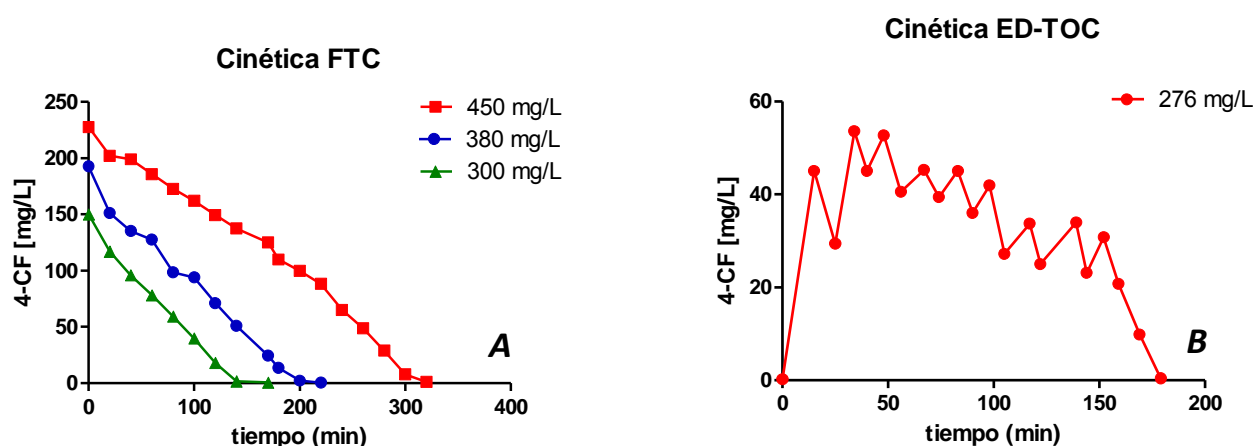 Cinética FTC
250
200
150
100
50
0
4-CF [mg/L]
0 100 200 300 400
tiempo (min)
450 mg/L
380 mg/L
300 mg/L
A
Cinética ED-TOC
60
40
20
0
4-CF [mg/L]
0 50 100 150 200
tiempo (min)
276 mg/L
B